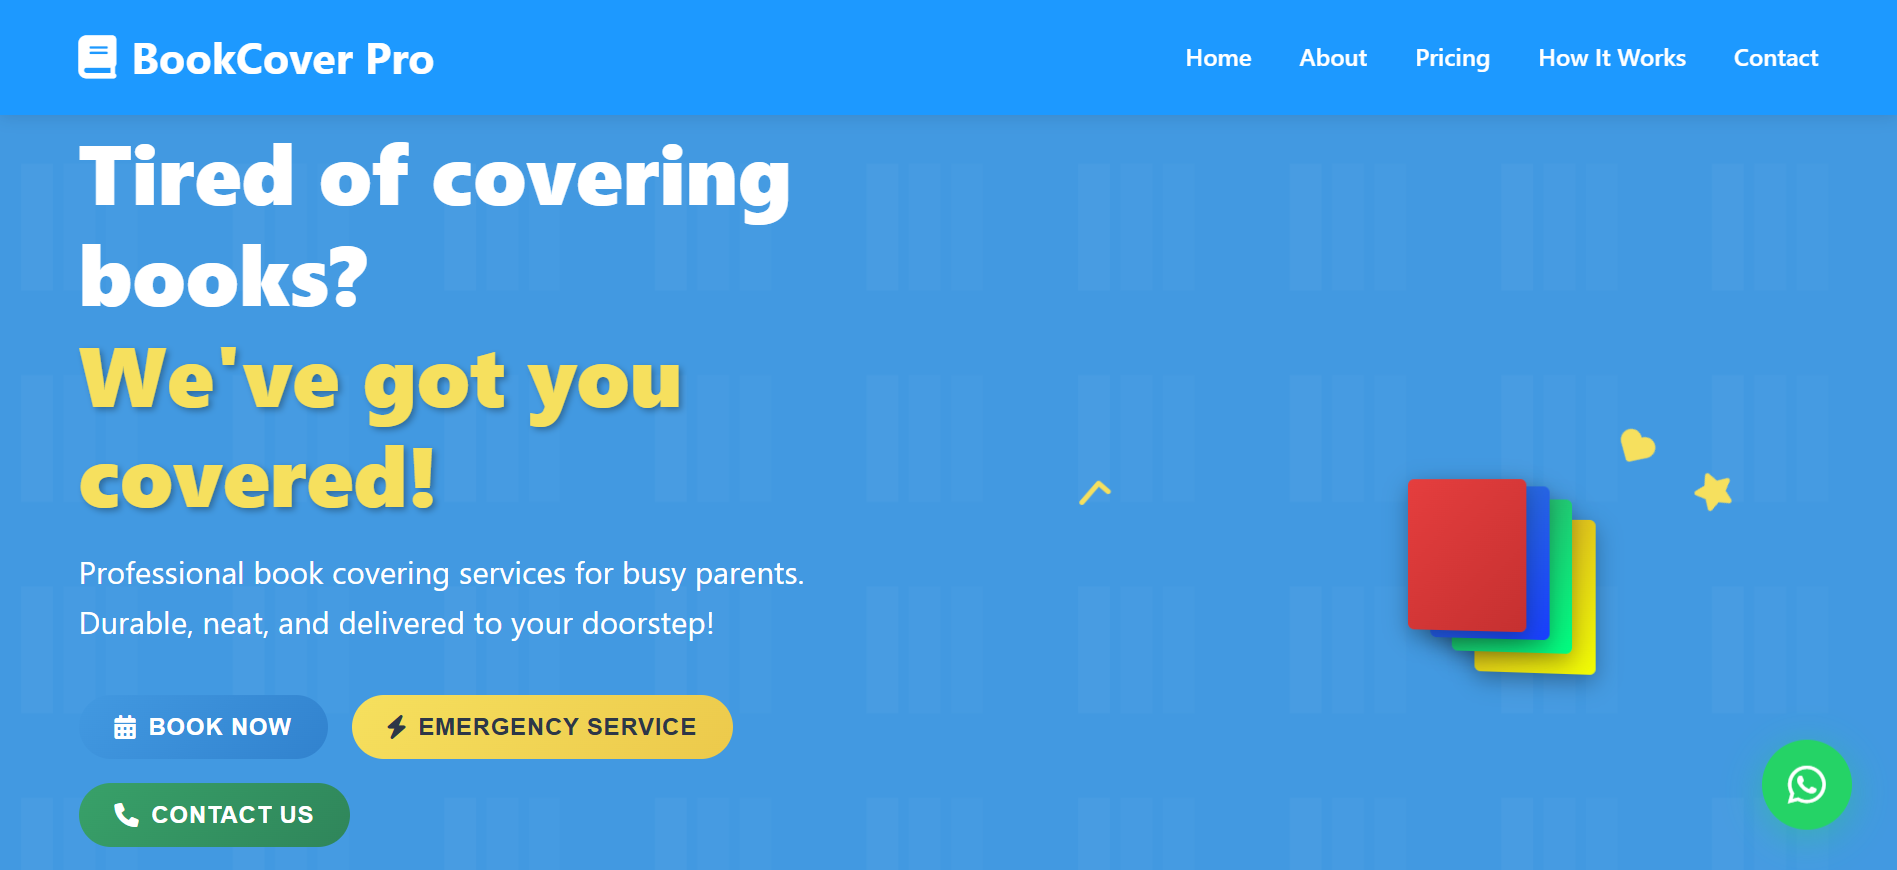 BookCover Pro
Home About Pricing How It Works Contact
Tired of covering
books?
We've got you
covered!
Professional book covering services for busy parents.
Durable, neat, and delivered to your doorstep!
BOOK NOW EMERGENCY SERVICE
CONTACT US